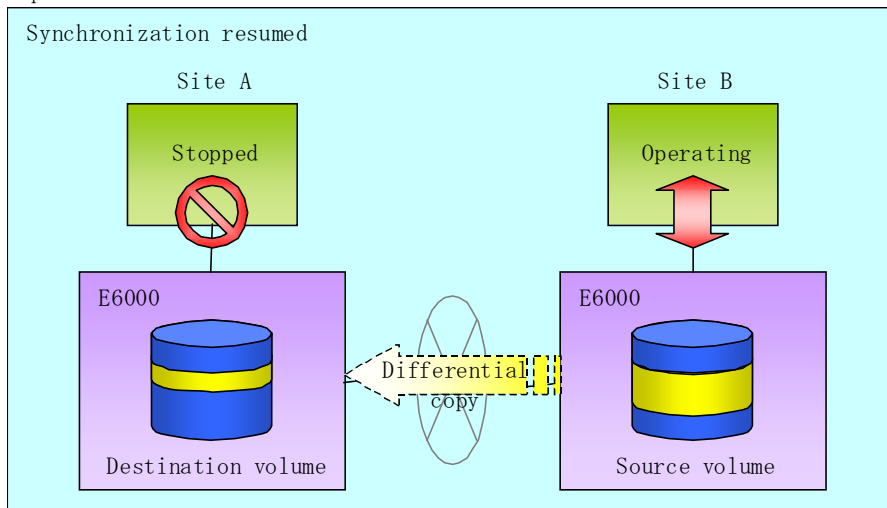 Synchronization resumed
Site A
Site B
Stopped
Operating
E6000
E6000
Differential
copy
Destination volume
Source volume